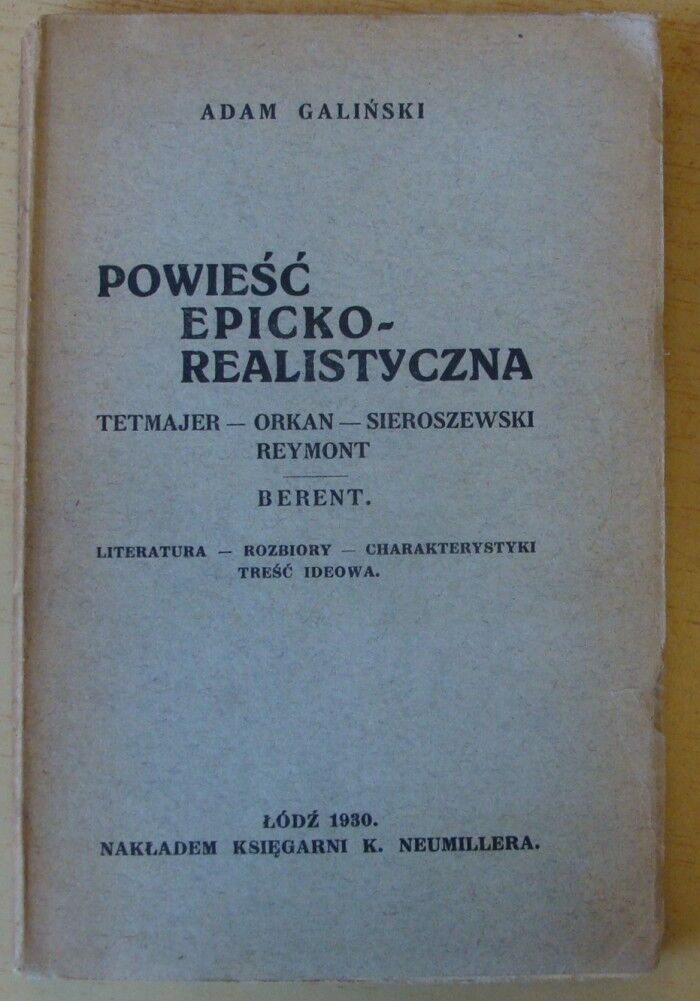 ADAM GALIŃSKI
POWIEŚĆ
EPICKO-
REALISTYCZNA
TETMAJER — ORKAN — SIEROSZEWSKI
REYMONT
BERENT.
LITERATURA — ROZBIORY — CHARAKTERYSTYKI
TREŚĆ IDEOWA.
ŁÓDŹ 1930.
NAKŁADEM KSIĘGARNI K. NEUMILLERA.